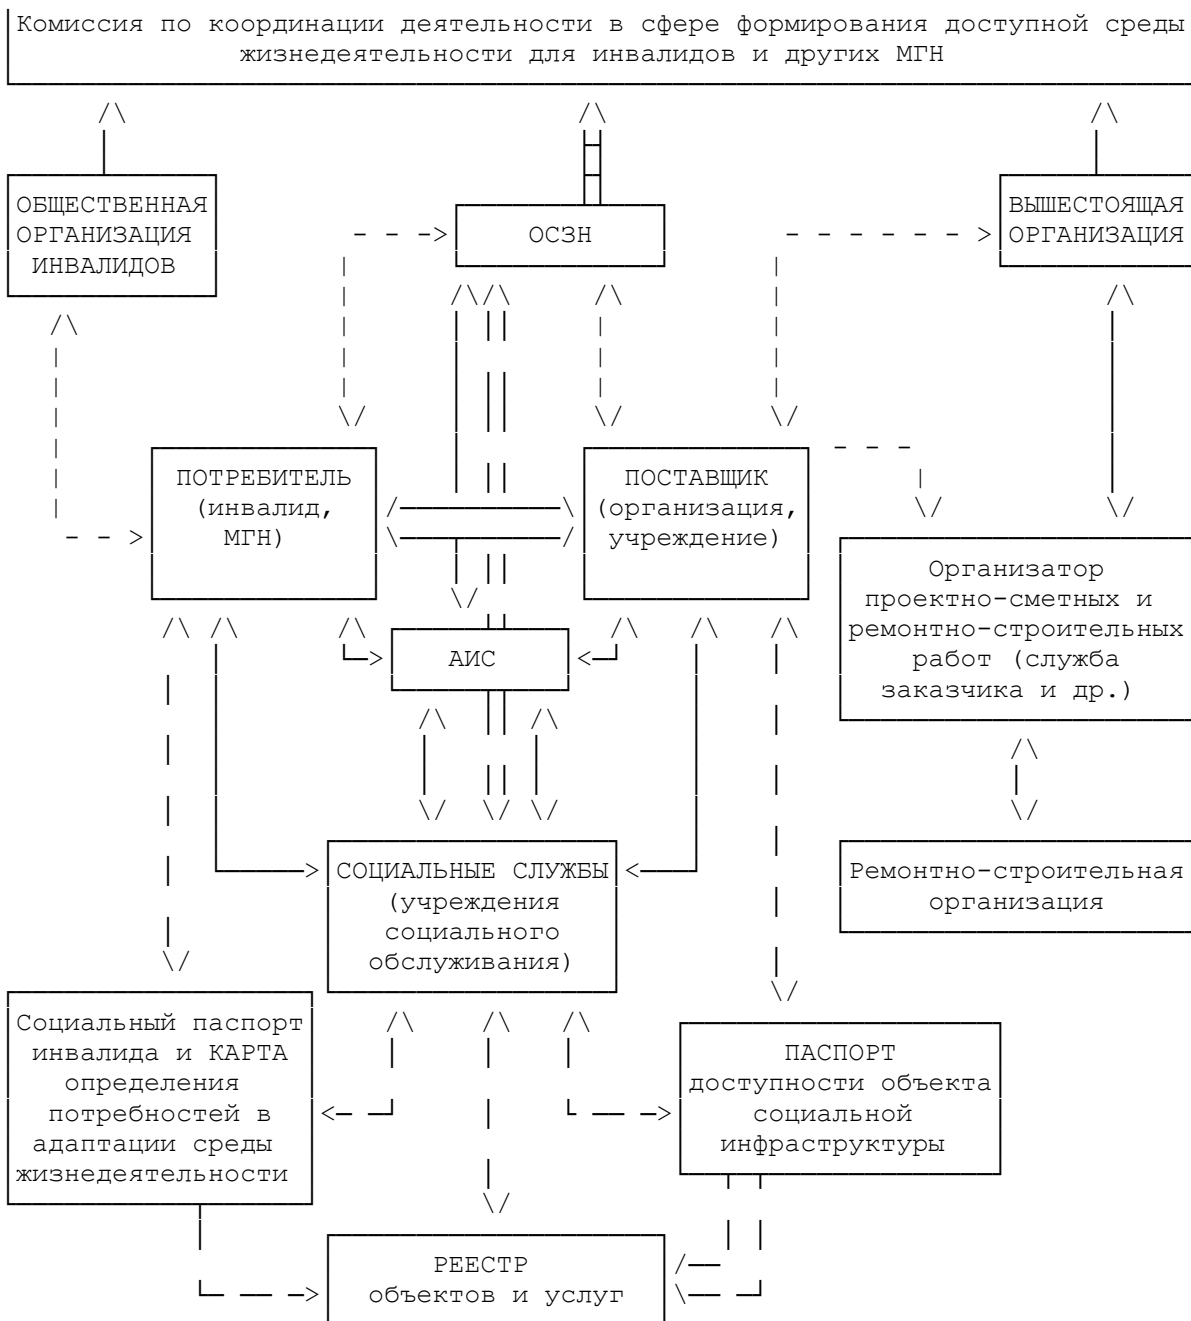 Комиссия по координации деятельности в сфере формирования доступной среды
жизнедеятельности для инвалидов и других МГН
ОБЩЕСТВЕННАЯ
ОРГАНИЗАЦИЯ
ИНВАЛИДОВ
ОСЗН
ВЫШЕСТОЯЩАЯ
ОРГАНИЗАЦИЯ
ПОТРЕБИТЕЛЬ
(инвалид,
МГН)
ПОСТАВЩИК
(организация,
учреждение)
Организатор
проектно-сметных и
ремонтно-строительных
работ (служба
заказчика и др.)
АИС
СОЦИАЛЬНЫЕ СЛУЖБЫ
(учреждения
социального
обслуживания)
Ремонтно-строительная
организация
Социальный паспорт
инвалида и КАРТА
определения
потребностей в
адаптации среды
жизнедеятельности
ПАСПОРТ
доступности объекта
социальной
инфраструктуры
РЕЕСТР
объектов и услуг